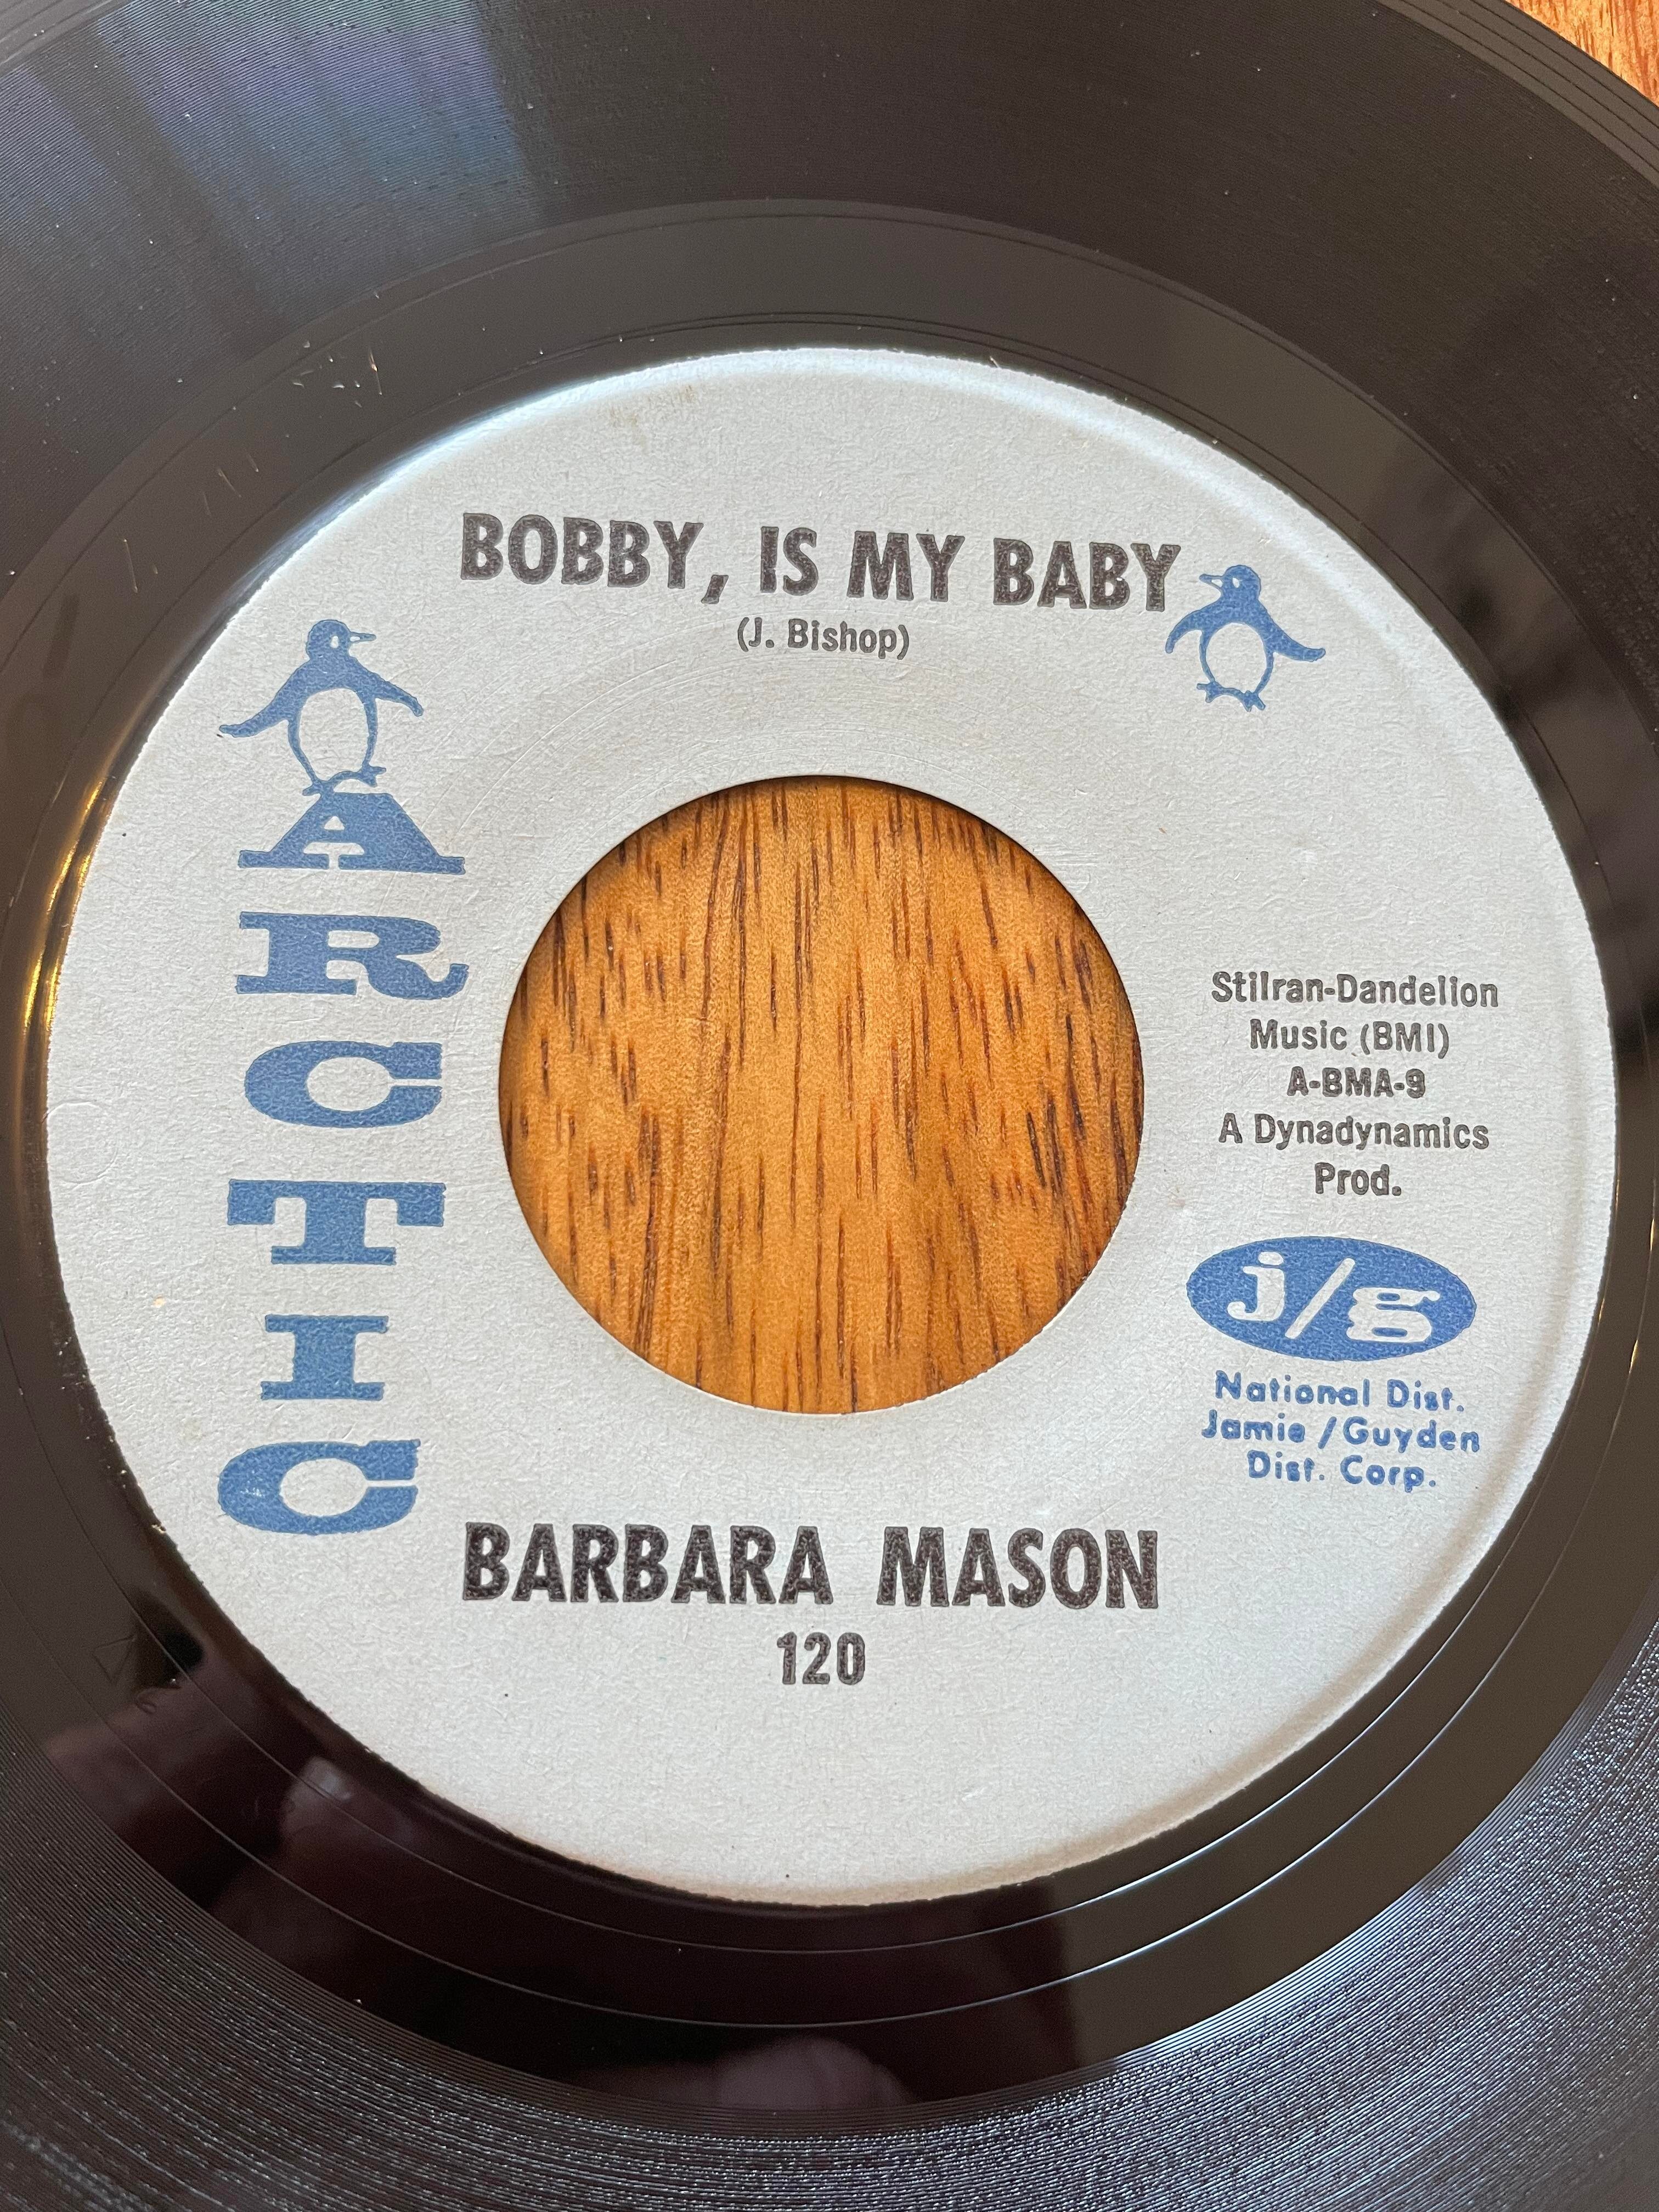 BOBBY, IS MY BABY
(J. Bishop)
ARCTIC
Stilran-Dandelion
Music (BMI)
A-BMA-9
A Dynadynamics
Prod.
j/g
National Dist.
Jamie/Guyden
Dist. Corp.
BARBARA MASON
120